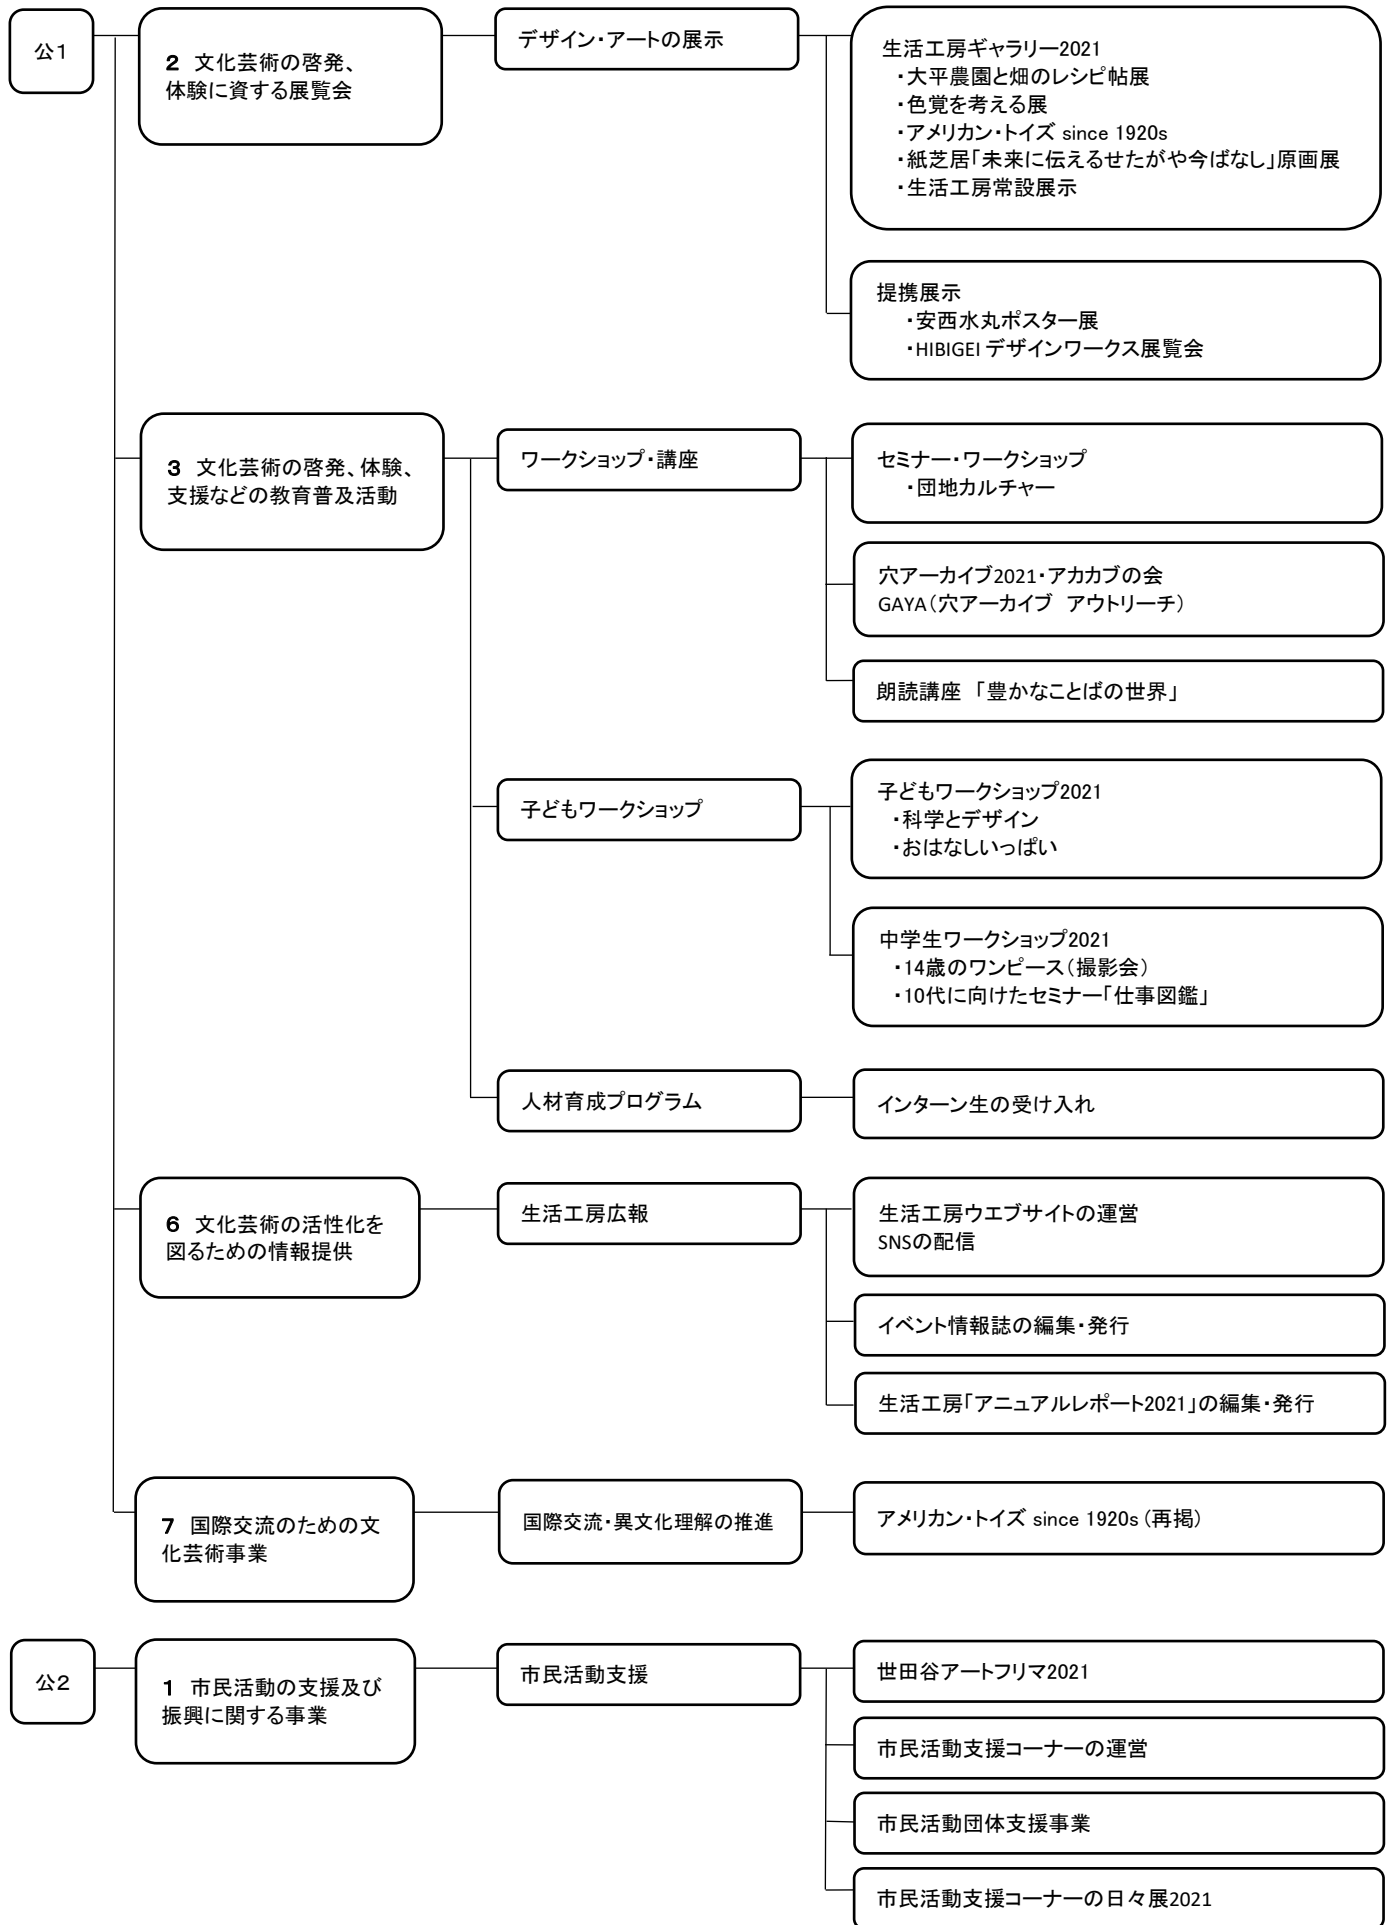 公1
2 文化芸術の啓発、
体験に資する展覧会
デザイン・アートの展示
生活工房ギャラリー2021
・大平農園と畑のレシピ帖展
・色覚を考える展
・アメリカン・トイズ since 1920s
・紙芝居「未来に伝えるせたがや今ばなし」原画展
・生活工房常設展示
提携展示
・安西水丸ポスター展
・HIBIGEI デザインワークス展覧会
3 文化芸術の啓発、体験、
支援などの教育普及活動
ワークショップ・講座
セミナー・ワークショップ
・団地カルチャー
穴アーカイブ2021・アカカブの会
GAYA（穴アーカイブ　アウトリーチ）
朗読講座 「豊かなことばの世界」
子どもワークショップ
子どもワークショップ2021
・科学とデザイン
・おはなしいっぱい
中学生ワークショップ2021
・14歳のワンピース（撮影会）
・10代に向けたセミナー「仕事図鑑」
人材育成プログラム
インターン生の受け入れ
6 文化芸術の活性化を
図るための情報提供
生活工房広報
生活工房ウエブサイトの運営
SNSの配信
イベント情報誌の編集・発行
生活工房「アニュアルレポート2021」の編集・発行
7 国際交流のための文
化芸術事業
国際交流・異文化理解の推進
アメリカン・トイズ since 1920s （再掲）
公2
1 市民活動の支援及び
振興に関する事業
市民活動支援
世田谷アートフリマ2021
市民活動支援コーナーの運営
市民活動団体支援事業
市民活動支援コーナーの日々展2021